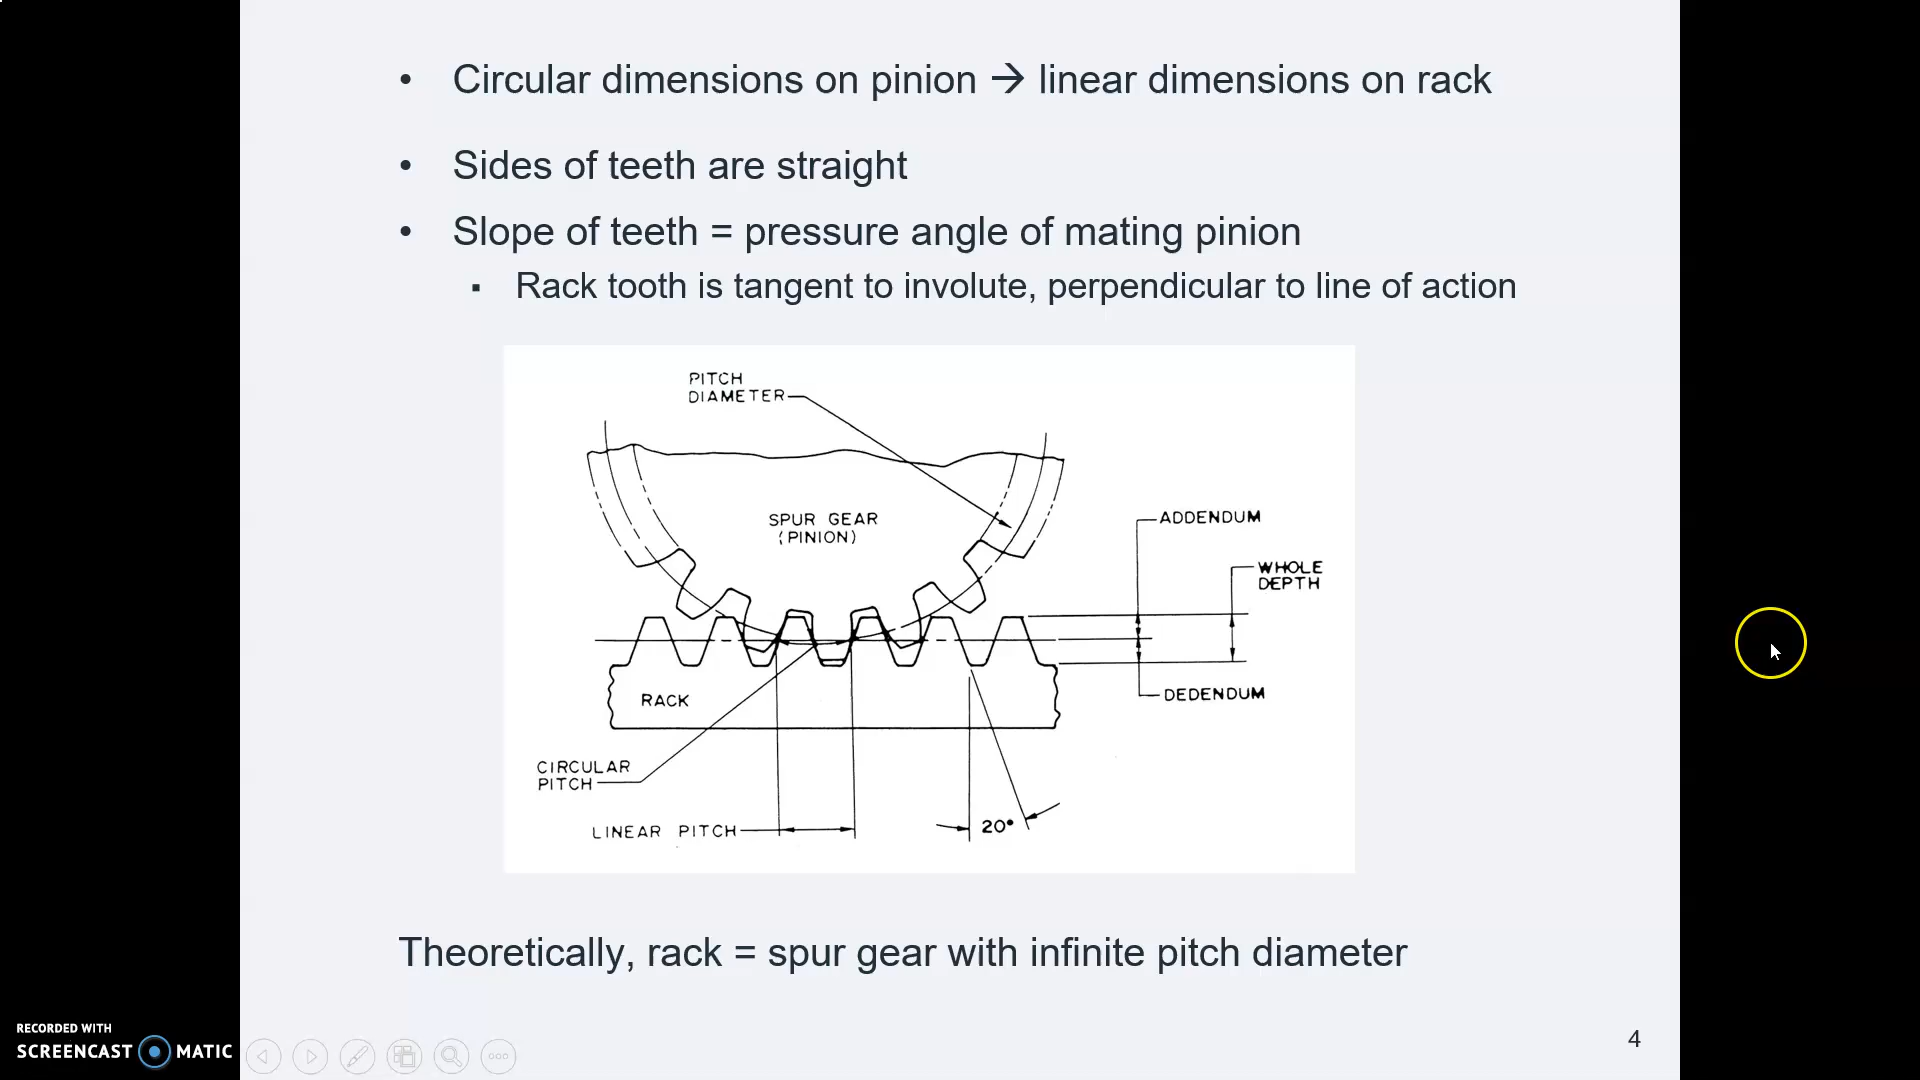 • Circular dimensions on pinion → linear dimensions on rack
• Sides of teeth are straight
• Slope of teeth = pressure angle of mating pinion
▪ Rack tooth is tangent to involute, perpendicular to line of action
PITCH
DIAMETER
SPUR GEAR
(PINION)
ADDENDUM
WHOLE
DEPTH
RACK
DEDENDUM
CIRCULAR
PITCH
LINEAR PITCH
20°
Theoretically, rack = spur gear with infinite pitch diameter
4
RECORDED WITH
SCREENCAST MATIC